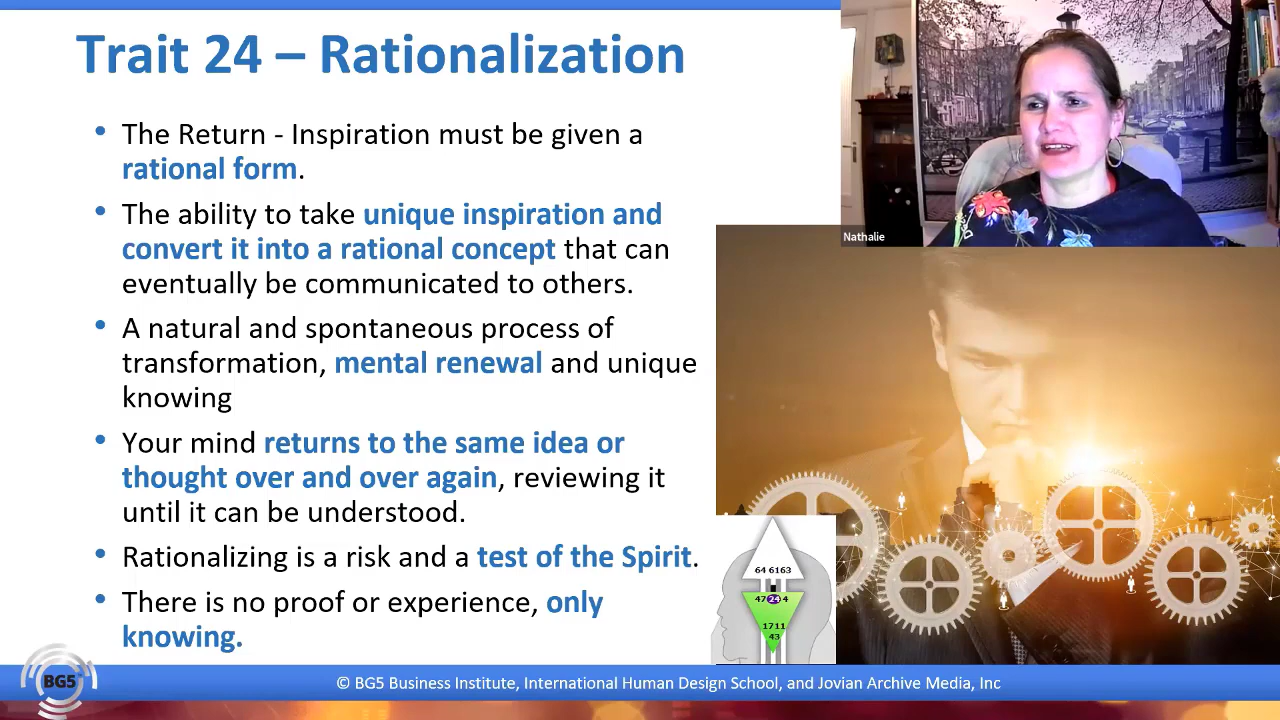 Trait 24 – Rationalization
• The Return - Inspiration must be given a
rational form.
• The ability to take unique inspiration and
convert it into a rational concept that can
eventually be communicated to others.
• A natural and spontaneous process of
transformation, mental renewal and unique
knowing
• Your mind returns to the same idea or
thought over and over again, reviewing it
until it can be understood.
• Rationalizing is a risk and a test of the Spirit.
• There is no proof or experience, only
knowing.
Nathalie
64 6163
47 24 4
1711
43
BG5
© BG5 Business Institute, International Human Design School, and Jovian Archive Media, Inc